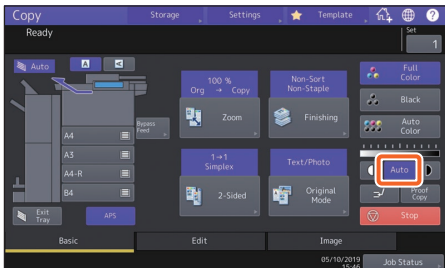 Copy Storage Settings Template ?
Ready Set
1
Auto A A
100 %
Org → Copy
Non-Sort
Non-Staple
Full
Color
Black
Zoom
Finishing
Auto
Color
Bypass
Feed
A4
A3
A4-R
B4
1→1
Simplex
Text/Photo
Auto
2-Sided
Original
Mode
Proof
Copy
Exit
Tray
APS
Stop
Basic Edit Image
05/10/2019
15:46
Job Status